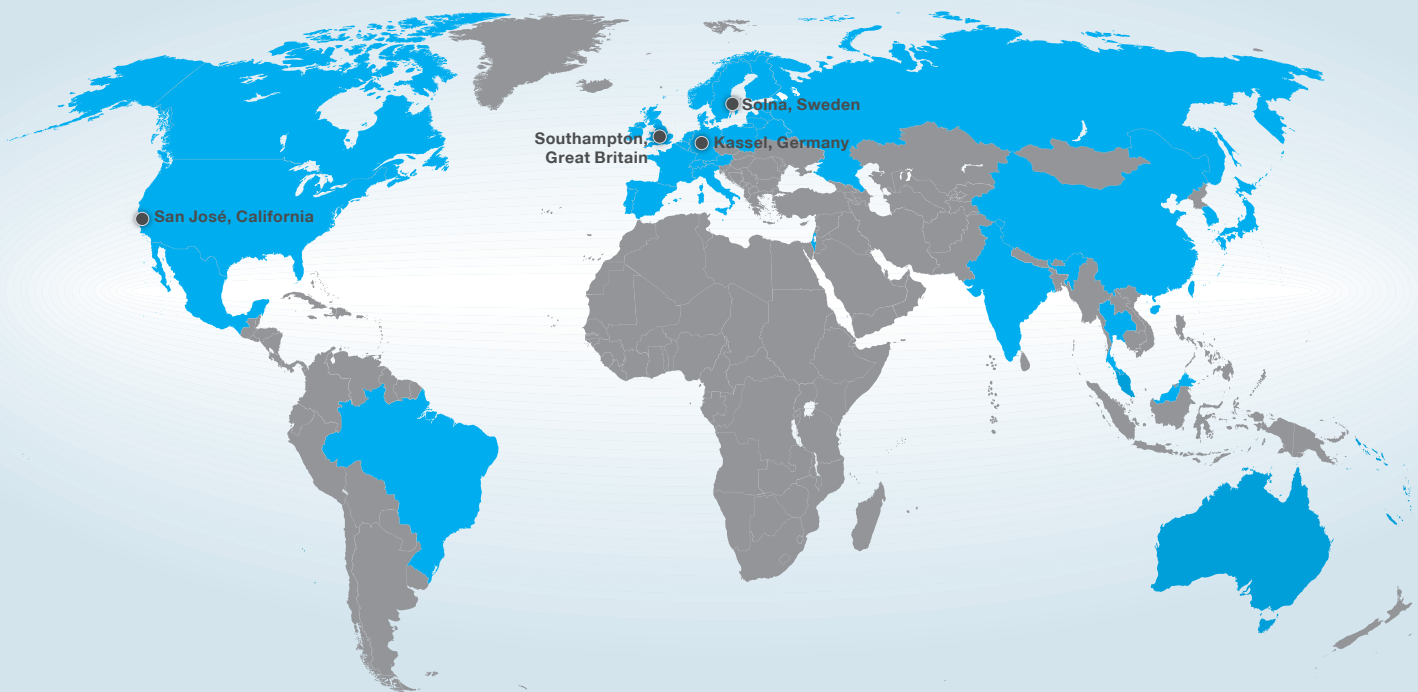 Solna, Sweden
Southampton,
Great Britain
Kassel, Germany
San José, California